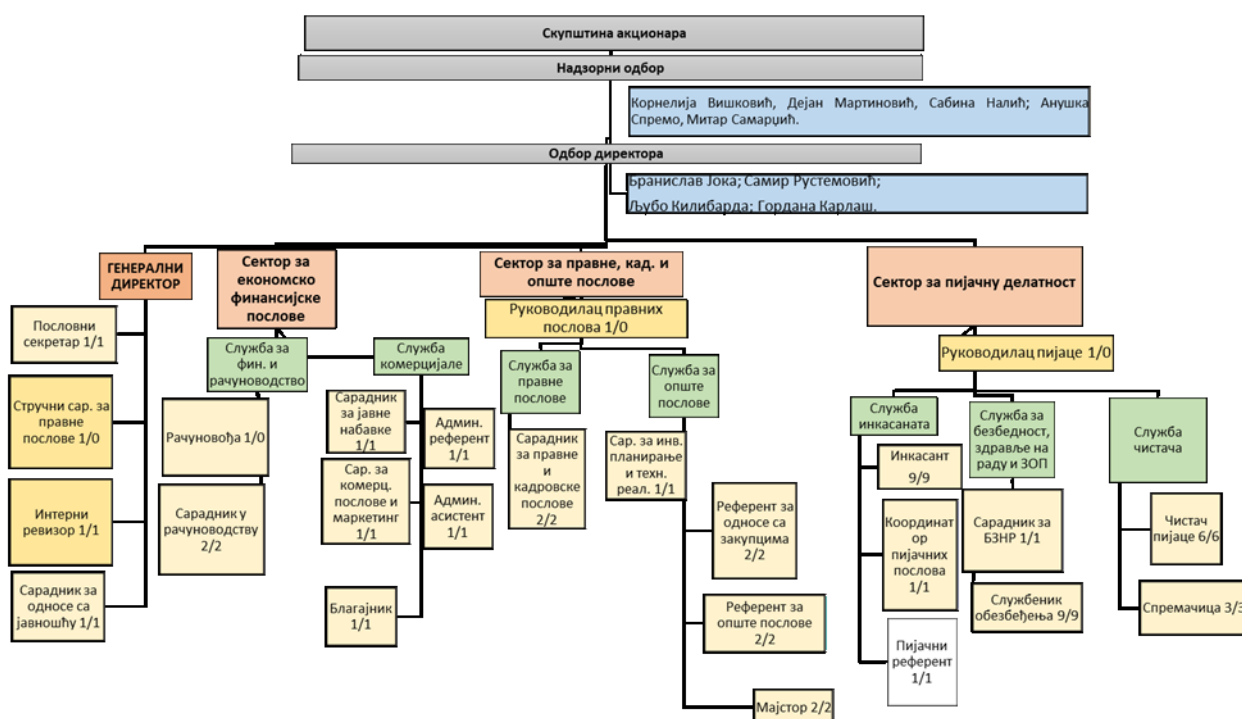 Скупштина акционара
Надзорни одбор
Корнелија Вишковић, Дејан Мартиновић, Сабина Налић; Анушка
Спремо, Митар Самарџић.
Одбор директора
Бранислав Јока; Самир Рустемовић;
Љубо Килибарда; Гордана Карлаш.
ГЕНЕРАЛНИ
ДИРЕКТОР
Пословни
секретар 1/1
Стручни сар. за
правне
послове 1/0
Интерни
ревизор 1/1
Сарадник за
односе са
јавношћу 1/1
Сектор за
економско
финансијске
послове
Служба за
фин. и
рачуноводство
Рачуновођа 1/0
Сарадник у
рачуноводству
2/2
Служба
комерцијале
Сарадник
за јавне
набавке
1/1
Админ.
референт
1/1
Сар. за
комерц.
послове и
маркетинг
1/1
Админ.
асистент
1/1
Благајник
1/1
Сектор за правне, кад. и
опште послове
Руководилац правних
послова 1/0
Служба за
правне
послове
Сарадник
за правне и
кадровске
послове
2/2
Служба за
опште
послове
Сар. за инв.
планирање
и техн.
реал. 1/1
Референт за
односе са
закупцима
2/2
Референт за
опште послове
2/2
Мајстор 2/2
Сектор за пијачну делатност
Руководилац пијаце 1/0
Служба
инкасаната
Инкасант
9/9
Координат
ор
пијачних
послова
1/1
Пијачни
референт
1/1
Служба за
безбедност,
здравље на
раду и ЗОП
Сарадник за
БЗНР 1/1
Службеник
обезбеђења 9/9
Служба
чистача
Чистач
пијаце 6/6
Спремачица 3/3